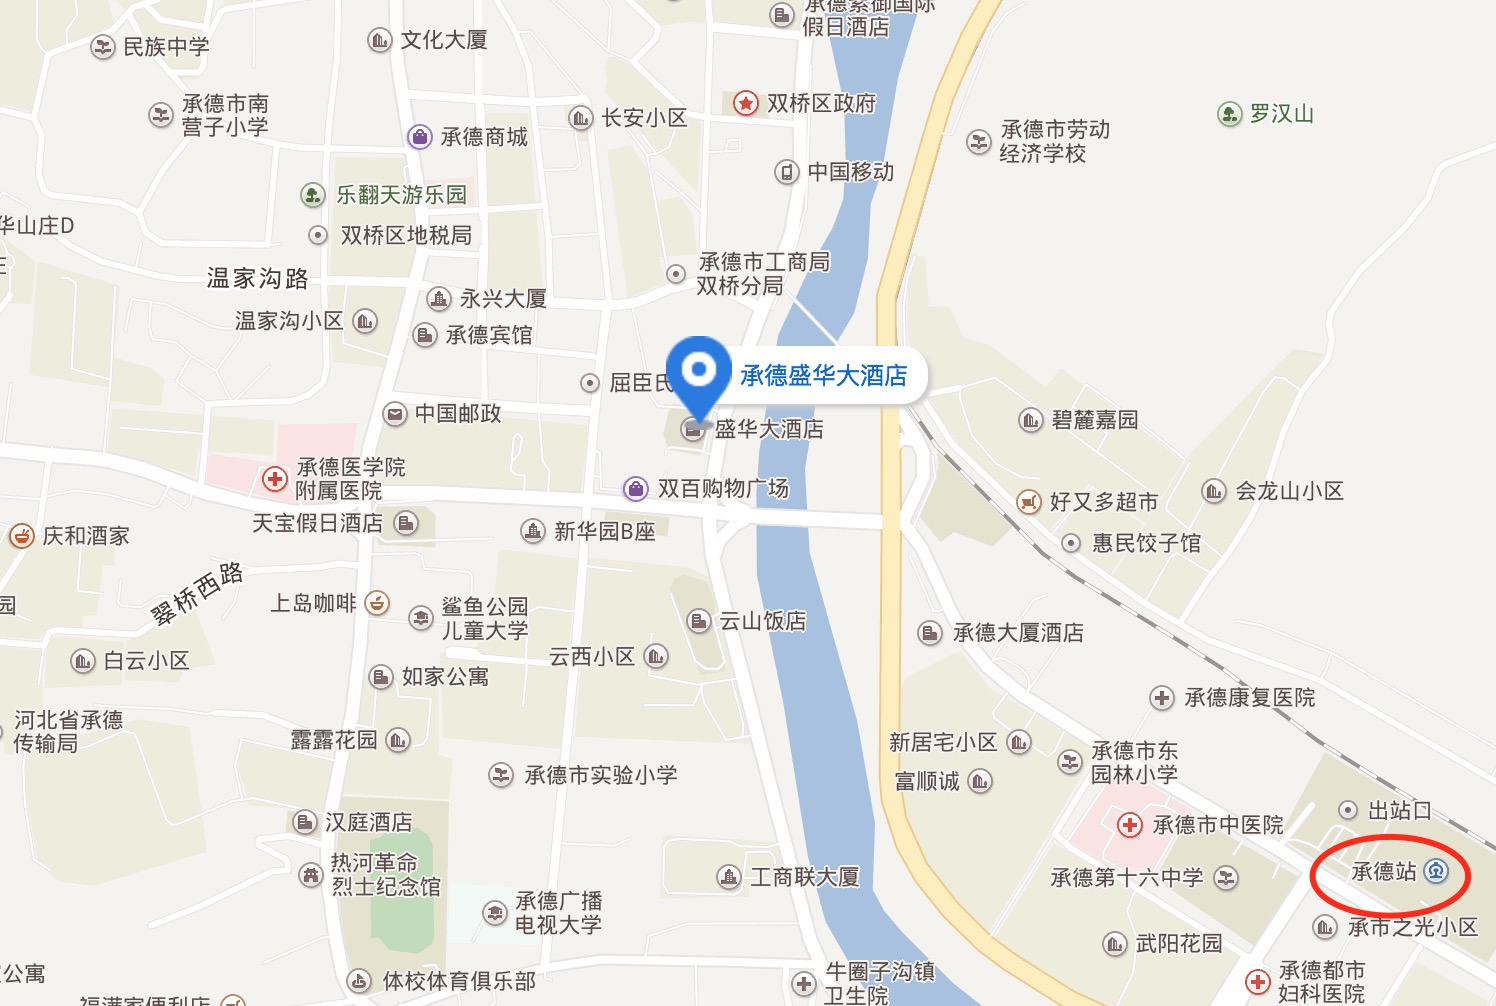 承德紫御国际
假日酒店
民族中学
文化大厦
承德市南
营子小学
长安小区
双桥区政府
罗汉山
承德市劳动
经济学校
承德商城
中国移动
乐翻天游乐园
华山庄D
双桥区地税局
承德市工商局
双桥分局
温家沟路
永兴大厦
温家沟小区
承德宾馆
屈臣氏
承德盛华大酒店
中国邮政
盛华大酒店
碧麓嘉园
承德医学院
附属医院
双百购物广场
好又多超市
会龙山小区
天宝假日酒店
新华园B座
庆和酒家
惠民饺子馆
翠桥西路
园
上岛咖啡
鲨鱼公园
儿童大学
云山饭店
承德大厦酒店
白云小区
云西小区
如家公寓
承德康复医院
河北省承德
传输局
露露花园
新居宅小区
承德市东
园林小学
承德市实验小学
富顺诚
出站口
汉庭酒店
承德市中医院
热河革命
烈士纪念馆
工商联大厦
承德第十六中学
承德站
承德广播
电视大学
承市之光小区
武阳花园
公寓
体校体育俱乐部
牛圈子沟镇
卫生院
承德都市
妇科医院
福满家便利店